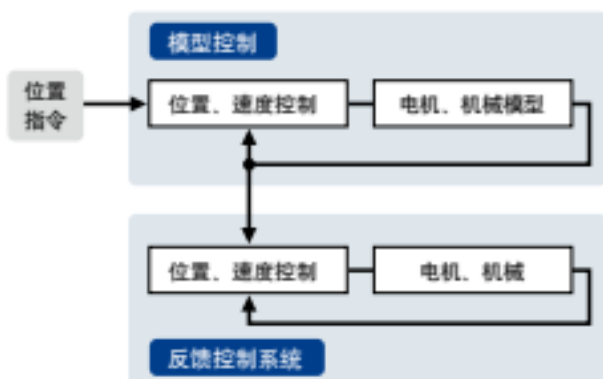 模型控制
位置
指令
位置、速度控制
电机、机械模型
位置、速度控制
电机、机械
反馈控制系统